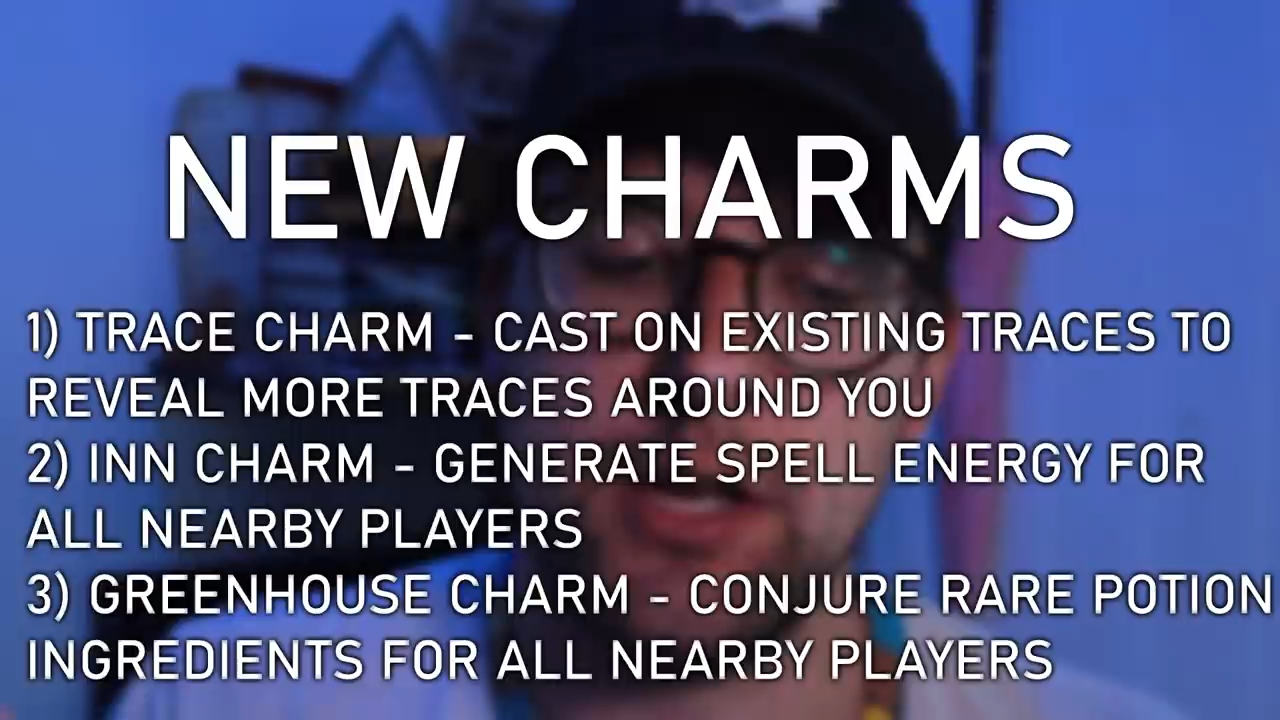 NEW CHARMS
1) TRACE CHARM - CAST ON EXISTING TRACES TO
REVEAL MORE TRACES AROUND YOU
2) INN CHARM - GENERATE SPELL ENERGY FOR
ALL NEARBY PLAYERS
3) GREENHOUSE CHARM - CONJURE RARE POTION
INGREDIENTS FOR ALL NEARBY PLAYERS